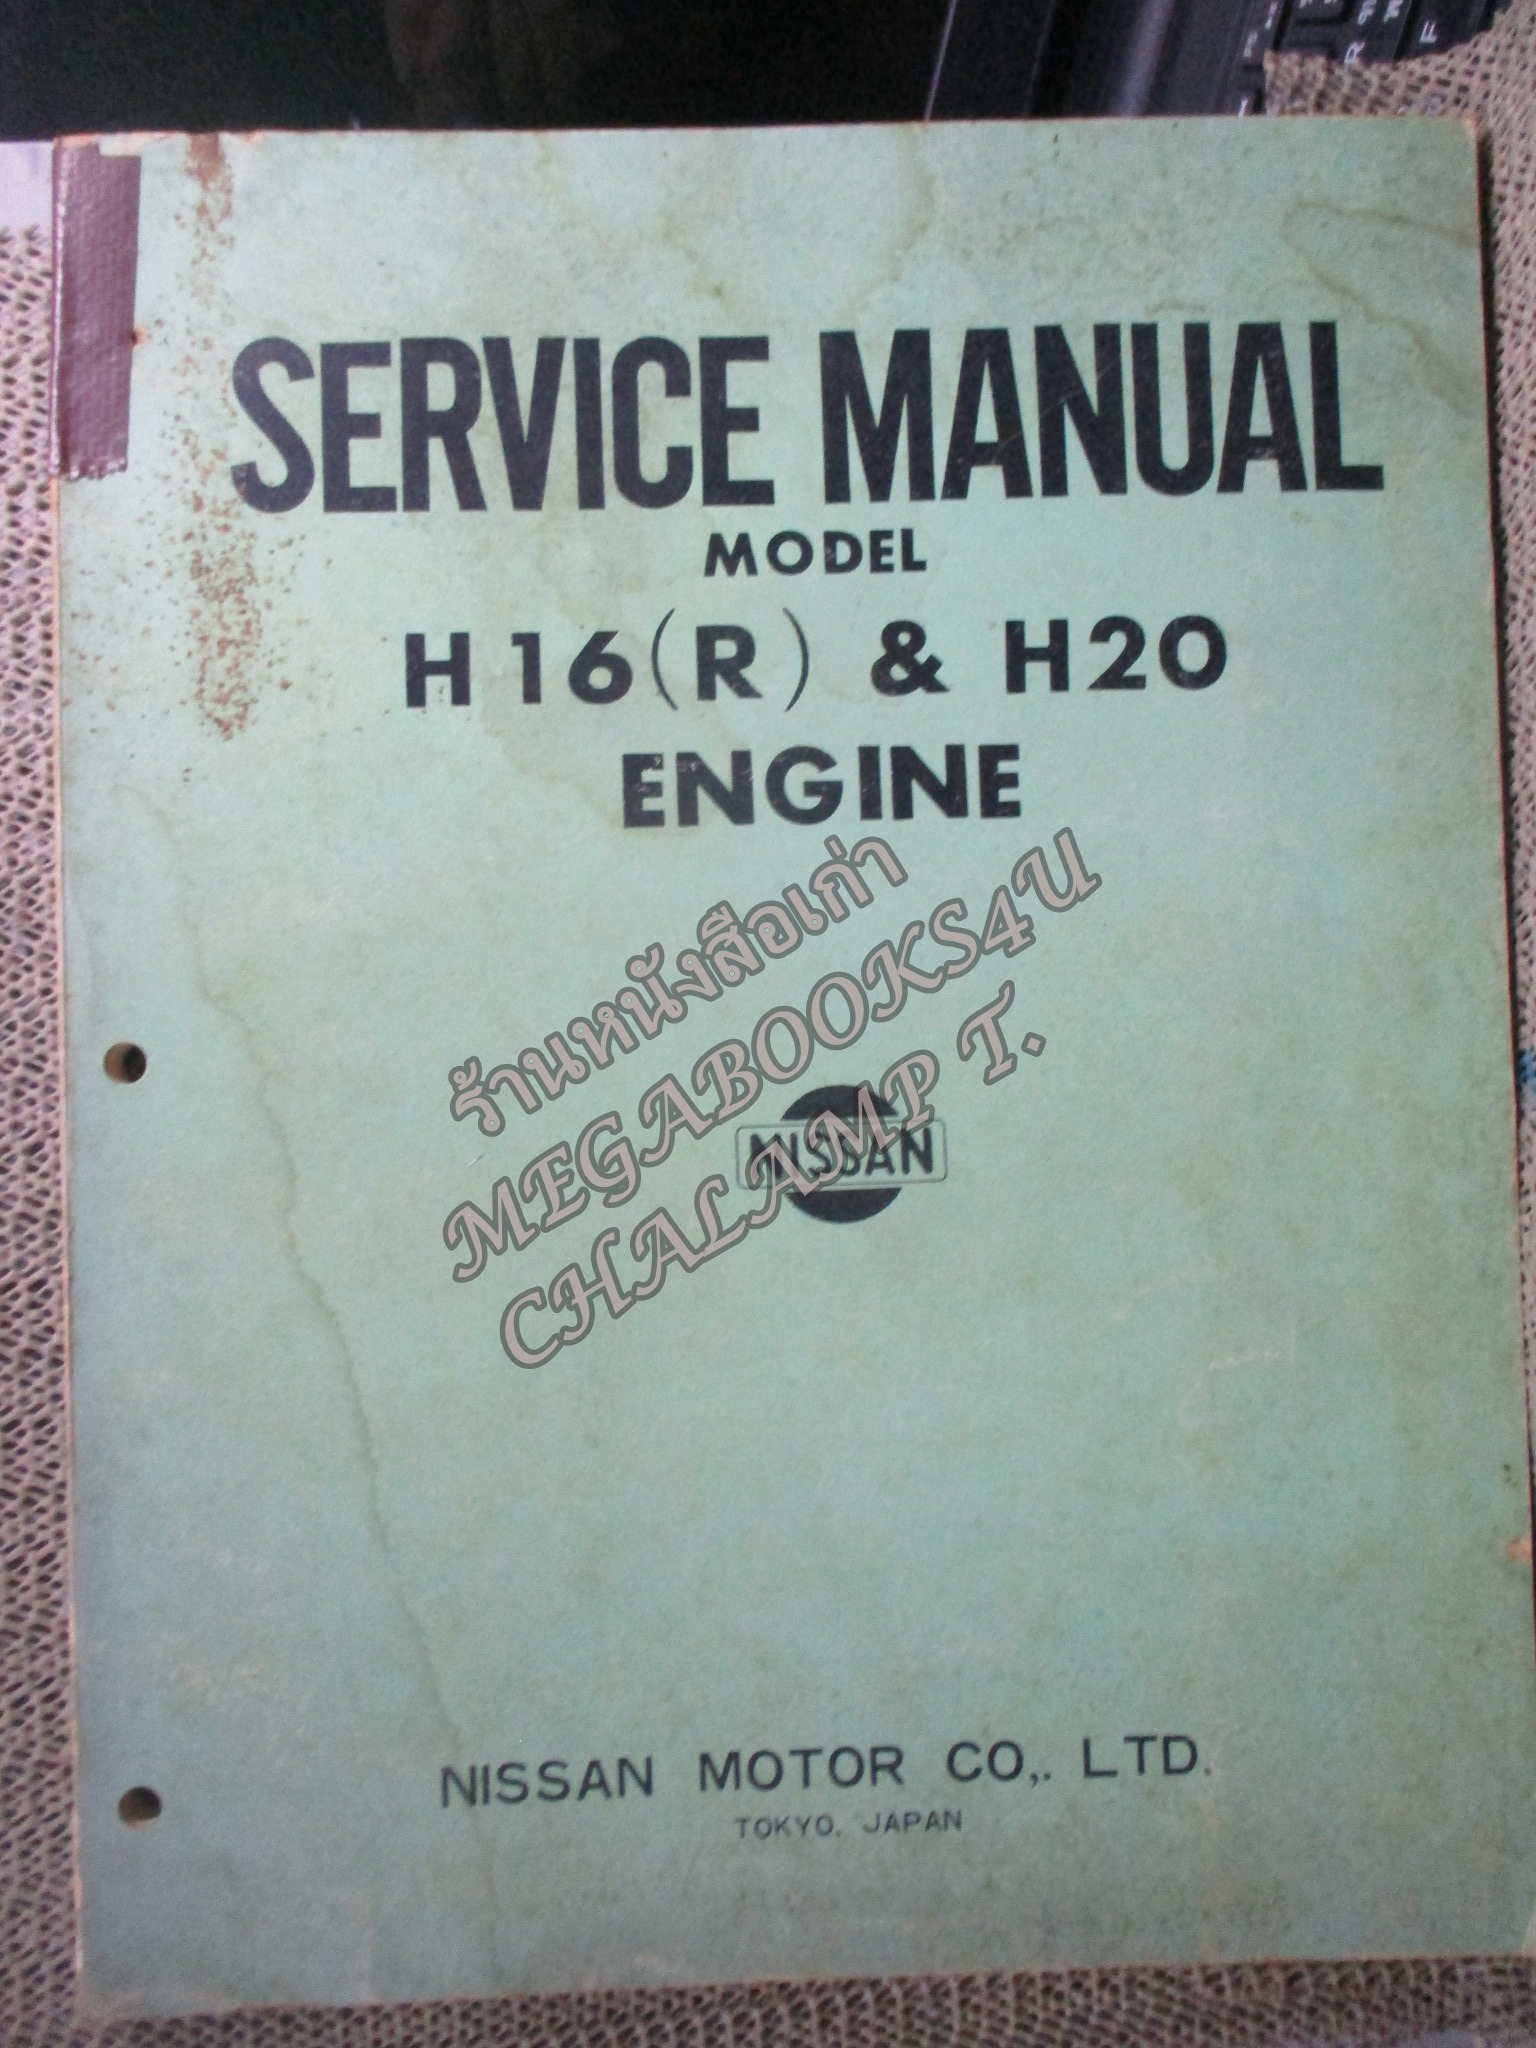 SERVICE MANUAL
MODEL
H16(R) & H20
ENGINE
ร้านหนังสือเก่า
MEGABOOKS4U
CHALAMP T.
NISSAN
NISSAN MOTOR CO,. LTD.
TOKYO. JAPAN